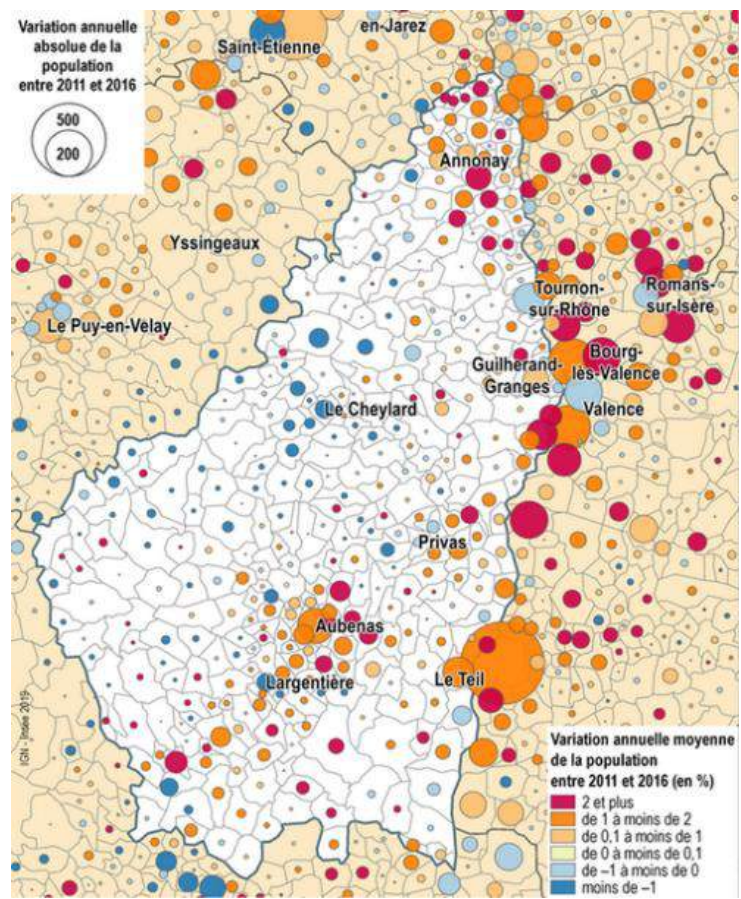 Variation annuelle
absolue de la
population
entre 2011 et 2016
500
200
en-Jarez
Saint-Étienne
Annonay
Yssingeaux
Le Puy-en-Velay
Tournon-
sur-Rhône
Romans-
sur-Isère
Guilherand-
Granges
Bourg-
lès-Valence
Le Cheylard
Valence
Privas
Aubenas
Largentière
Le Teil
IGN - Insee 2019
Variation annuelle moyenne
de la population
entre 2011 et 2016 (en %)
2 et plus
de 1 à moins de 2
de 0,1 à moins de 1
de 0 à moins de 0,1
de –1 à moins de 0
moins de –1